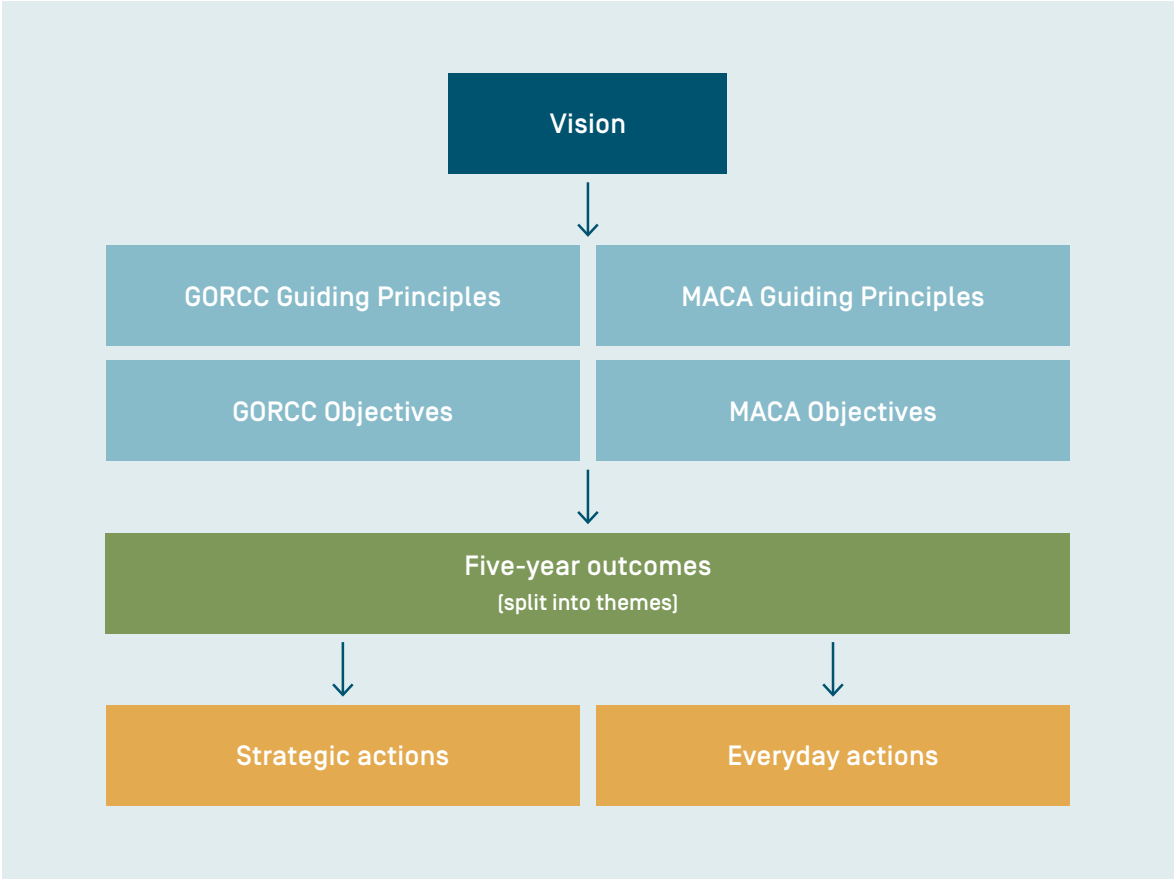 Vision
GORCC Guiding Principles
MACA Guiding Principles
GORCC Objectives
MACA Objectives
Five-year outcomes
(split into themes)
Strategic actions
Everyday actions